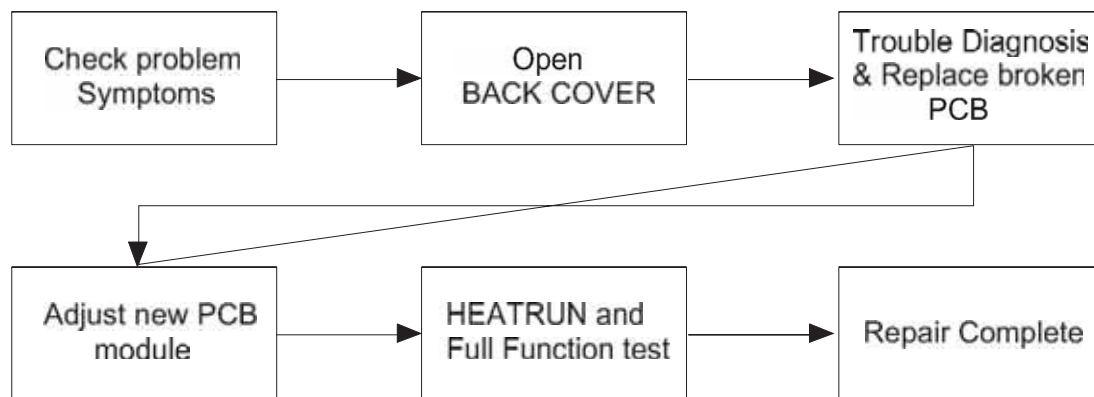 Check problem
Symptoms
Open
BACK COVER
Trouble Diagnosis
& Replace broken
PCB
Adjust new PCB
module
HEATRUN and
Full Function test
Repair Complete